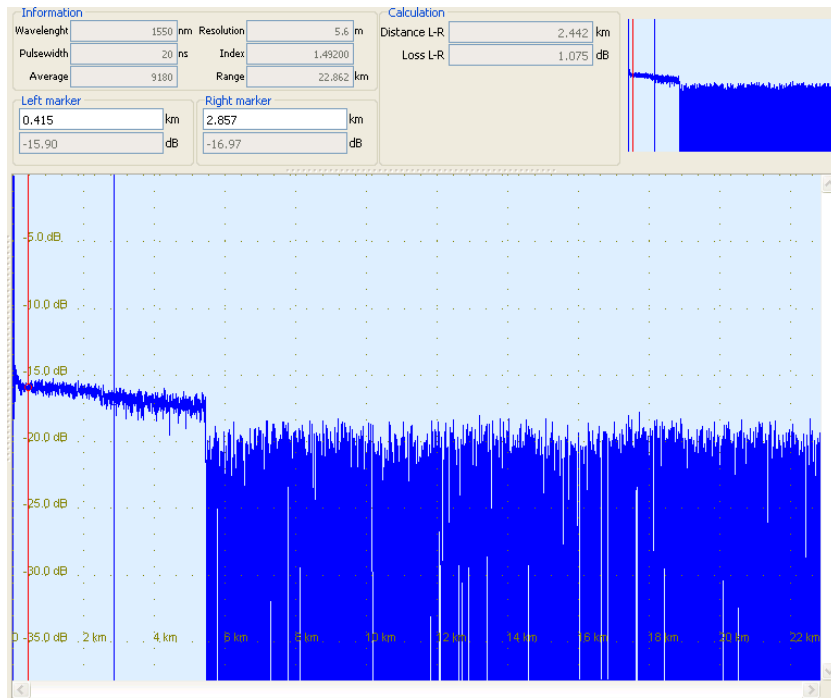 Information
Wavelenght 1550 nm Resolution 5.6 m
Pulsewidth 20 ns Index 1.49200
Average 9180 Range 22.862 km
Calculation
Distance L-R 2.442 km
Loss L-R 1.075 dB
Left marker
0.415 km
-15.90 dB
Right marker
2.857 km
-16.97 dB
-5.0 dB
-10.0 dB
-15.0 dB
-20.0 dB
-25.0 dB
-30.0 dB
0 -35.0 dB 2 km 4 km 6 km 8 km 10 km 12 km 14 km 16 km 18 km 20 km 22 km